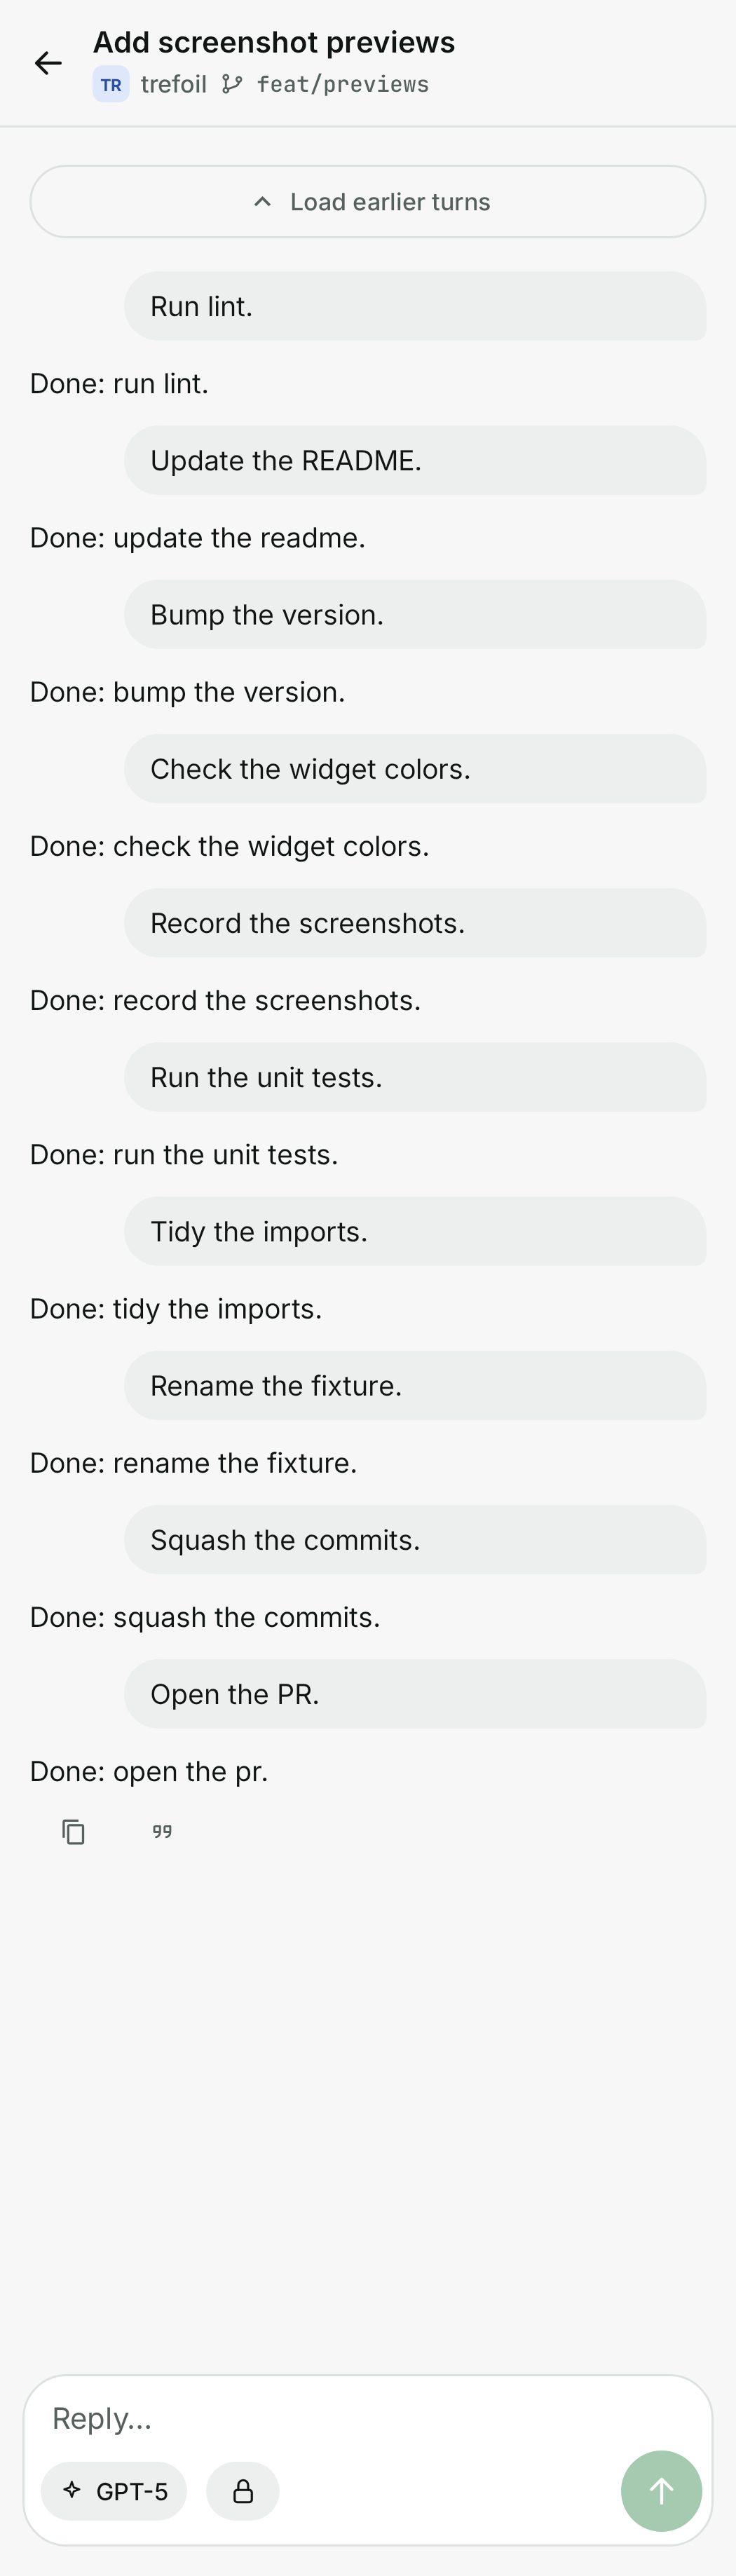 Add screenshot previews
TR trefoil feat/previews
Load earlier turns
Run lint.
Done: run lint.
Update the README.
Done: update the readme.
Bump the version.
Done: bump the version.
Check the widget colors.
Done: check the widget colors.
Record the screenshots.
Done: record the screenshots.
Run the unit tests.
Done: run the unit tests.
Tidy the imports.
Done: tidy the imports.
Rename the fixture.
Done: rename the fixture.
Squash the commits.
Done: squash the commits.
Open the PR.
Done: open the pr.
Reply...
GPT-5